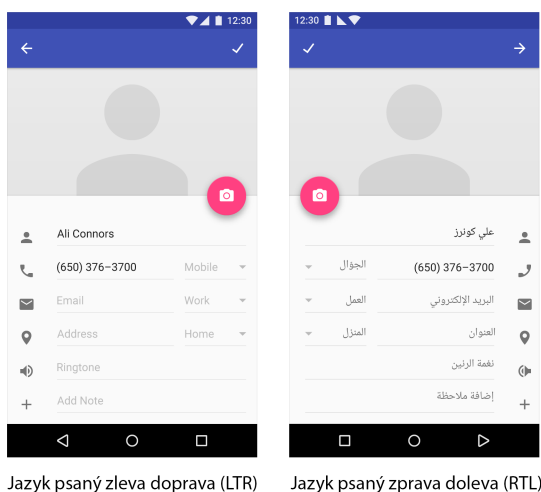 12:30
Ali Connors
(650) 376–3700 Mobile
Email Work
Address Home
Ringtone
Add Note
Jazyk psaný zleva doprava (LTR)
12:30
علي كونرز
(650) 376–3700 الجوّال
البريد الإلكتروني العمل
العنوان المنزل
نغمة الرنين
إضافة ملاحظة
Jazyk psaný zprava doleva (RTL)